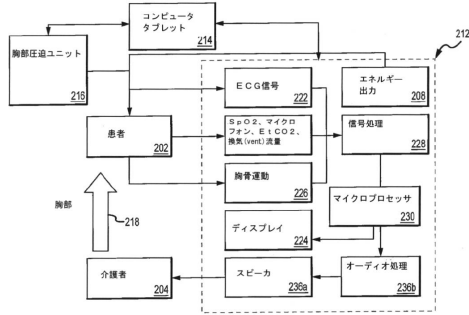 コンピュータ
タブレット
214
212
胸部圧迫ユニット
216
ECG信号
222
エネルギー
出力
208
患者
202
SpO2、マイクロ
フォン、EtCO2、
換気(vent)流量
信号処理
228
胸骨運動
226
マイクロプロセッサ
230
胸部
218
ディスプレイ
224
介護者
204
スピーカ
236a
オーディオ処理
236b